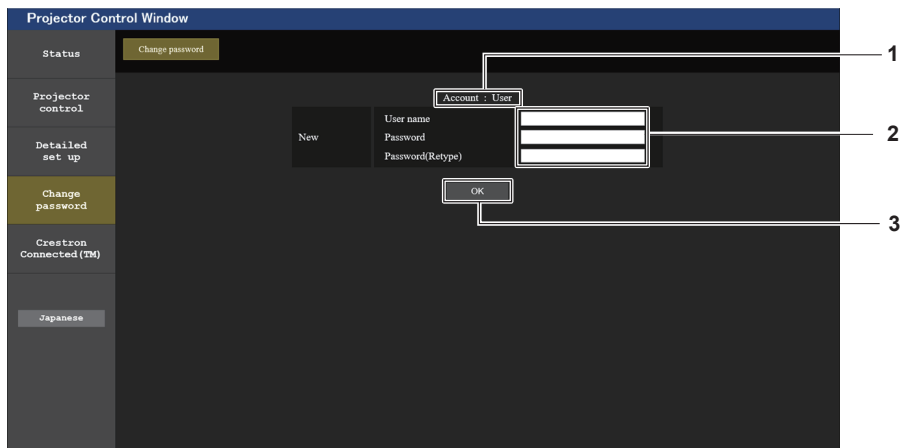 Projector Control Window
Status
Change password
1
Projector
control
Account : User
User name
2
New
Password
Detailed
set up
Password(Retype)
Change
password
OK
3
Crestron
Connected(TM)
Japanese